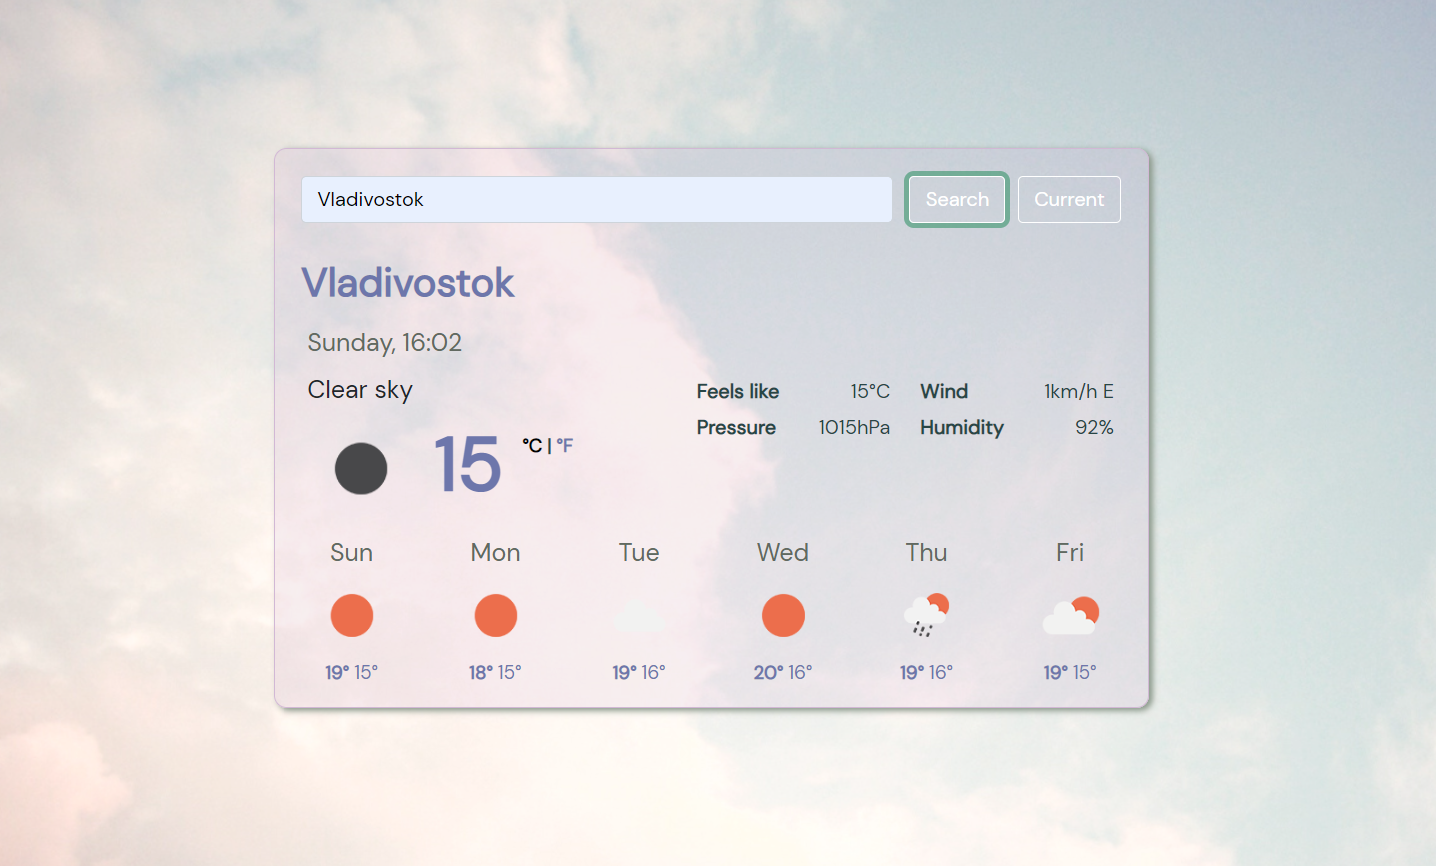 Vladivostok Search Current
Vladivostok
Sunday, 16:02
Clear sky
Feels like 15°C Wind 1km/h E
Pressure 1015hPa Humidity 92%
15 °C | °F
Sun Mon Tue Wed Thu Fri
19° 15° 18° 15° 19° 16° 20° 16° 19° 16° 19° 15°